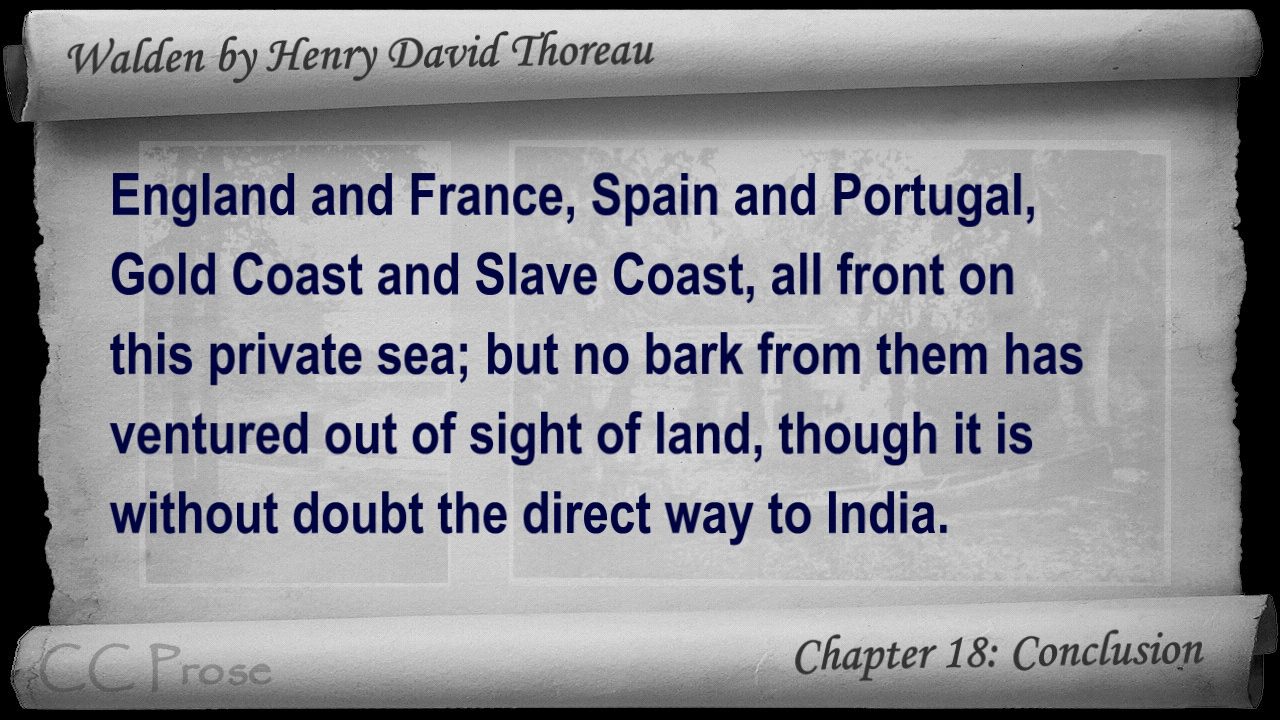 Walden by Henry David Thoreau
England and France, Spain and Portugal,
Gold Coast and Slave Coast, all front on
this private sea; but no bark from them has
ventured out of sight of land, though it is
without doubt the direct way to India.
CC Prose
Chapter 18: Conclusion